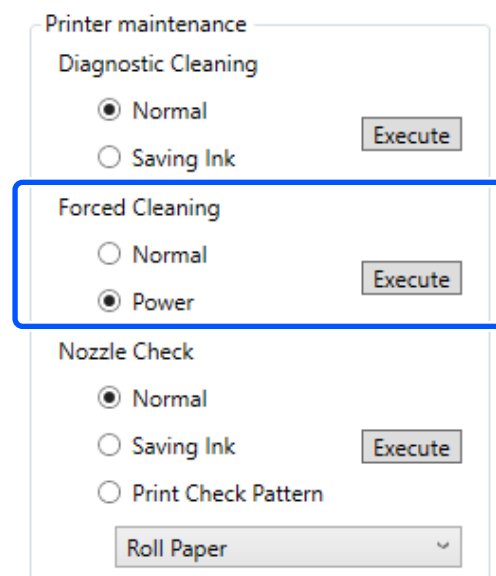 Printer maintenance
Diagnostic Cleaning
Normal
Execute
Saving Ink
Forced Cleaning
Normal
Execute
Power
Nozzle Check
Normal
Saving Ink
Execute
Print Check Pattern
Roll Paper